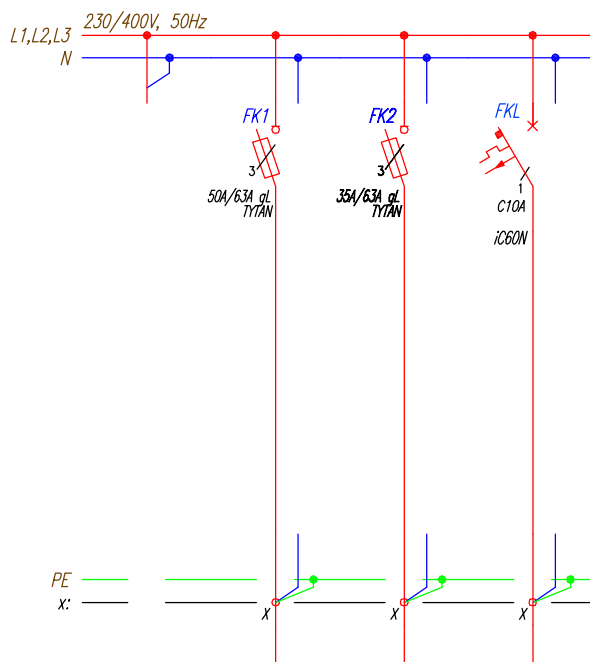 230/400V, 50Hz
L1,L2,L3
N
FK1
FK2
FKL
3
3
1
50A/63A gL
TYTAN
35A/63A gL
TYTAN
C10A
iC60N
PE
x:
X
X
X